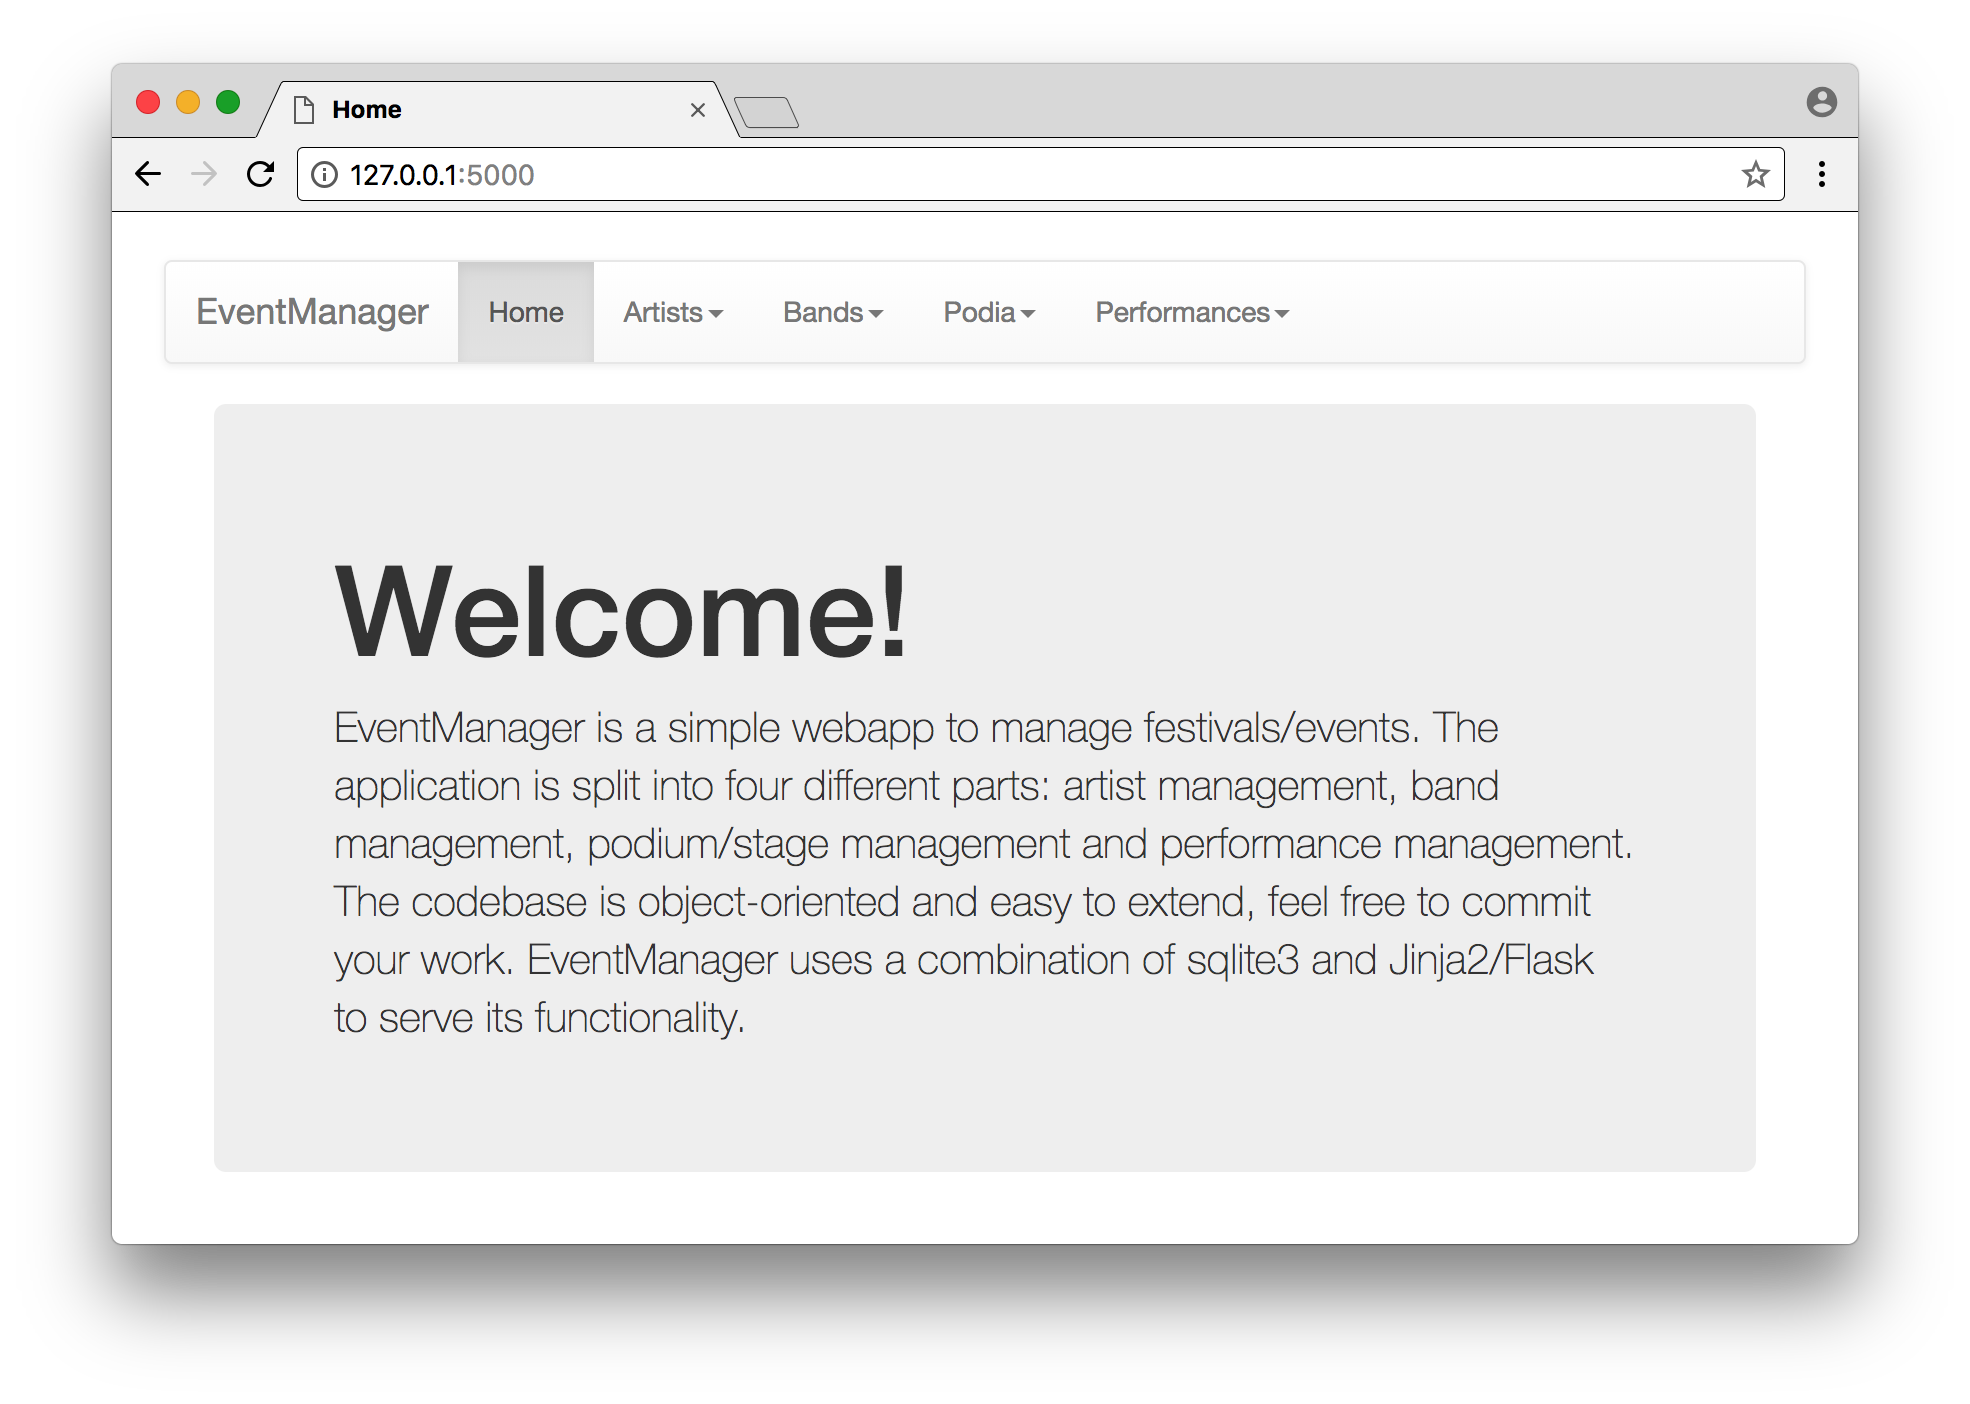 Home
127.0.0.1:5000
EventManager Home Artists Bands Podia Performances
Welcome!
EventManager is a simple webapp to manage festivals/events. The
application is split into four different parts: artist management, band
management, podium/stage management and performance management.
The codebase is object-oriented and easy to extend, feel free to commit
your work. EventManager uses a combination of sqlite3 and Jinja2/Flask
to serve its functionality.